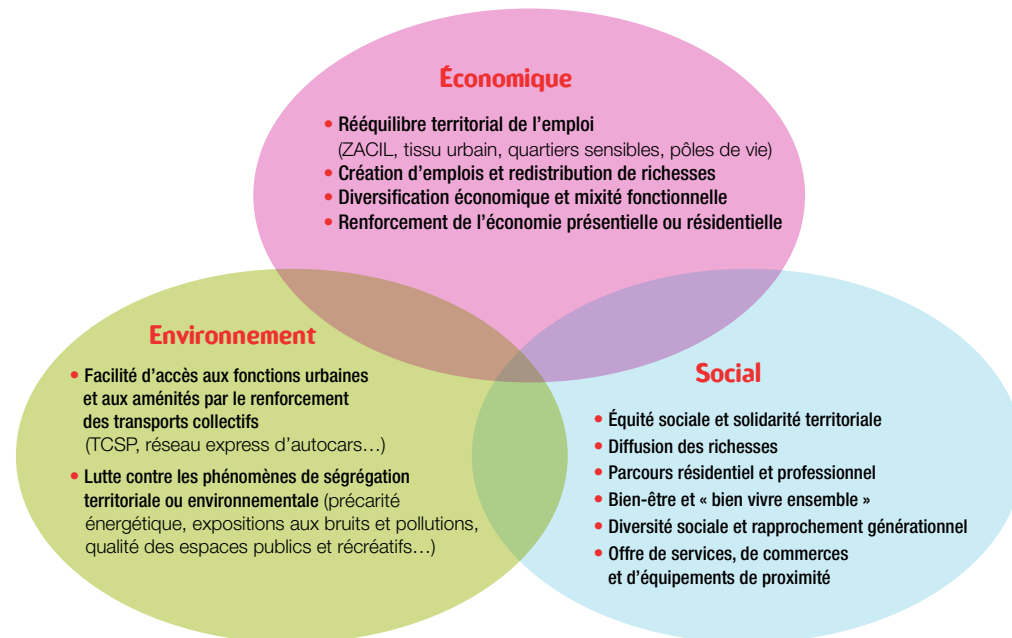 Économique
• Rééquilibre territorial de l’emploi
(ZACIL, tissu urbain, quartiers sensibles, pôles de vie)
• Création d’emplois et redistribution de richesses
• Diversification économique et mixité fonctionnelle
• Renforcement de l’économie présentielle ou résidentielle
Environnement
• Facilité d’accès aux fonctions urbaines
et aux aménités par le renforcement
des transports collectifs
(TCSP, réseau express d’autocars…)
• Lutte contre les phénomènes de ségrégation
territoriale ou environnementale (précarité
énergétique, expositions aux bruits et pollutions,
qualité des espaces publics et récréatifs…)
Social
• Équité sociale et solidarité territoriale
• Diffusion des richesses
• Parcours résidentiel et professionnel
• Bien-être et « bien vivre ensemble »
• Diversité sociale et rapprochement générationnel
• Offre de services, de commerces
et d’équipements de proximité